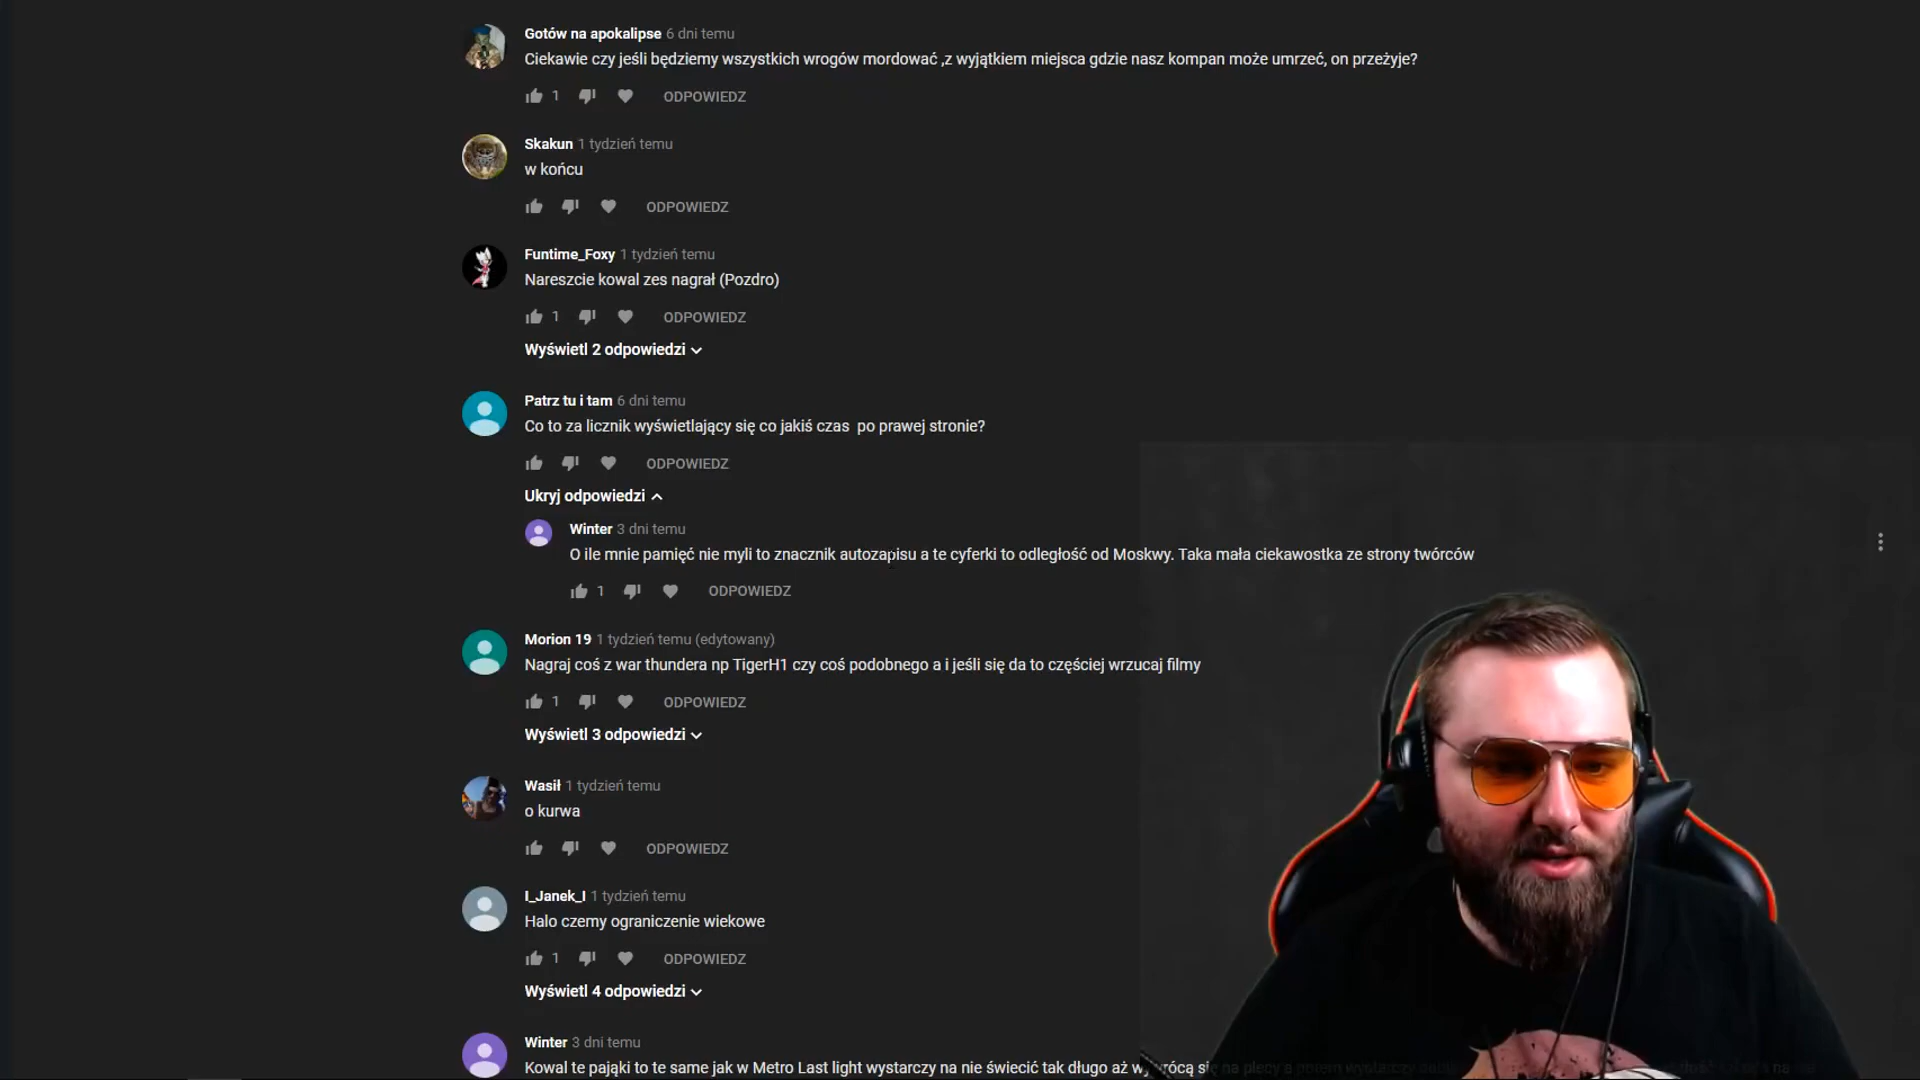 Gotów na apokalipse 6 dni temu
Ciekawie czy jeśli będziemy wszystkich wrogów mordować ,z wyjątkiem miejsca gdzie nasz kompan może umrzeć, on przeżyje?
1 ODPOWIEDZ
Skakun 1 tydzień temu
w końcu
ODPOWIEDZ
Funtime_Foxy 1 tydzień temu
Nareszcie kowal zes nagrał (Pozdro)
1 ODPOWIEDZ
Wyświetl 2 odpowiedzi
Patrz tu i tam 6 dni temu
Co to za licznik wyświetlający się co jakiś czas  po prawej stronie?
ODPOWIEDZ
Ukryj odpowiedzi
Winter 3 dni temu
O ile mnie pamięć nie myli to znacznik autozapisu a te cyferki to odległość od Moskwy. Taka mała ciekawostka ze strony twórców
1 ODPOWIEDZ
Morion 19 1 tydzień temu (edytowany)
Nagraj coś z war thundera np TigerH1 czy coś podobnego a i jeśli się da to częściej wrzucaj filmy
1 ODPOWIEDZ
Wyświetl 3 odpowiedzi
Wasił 1 tydzień temu
o kurwa
ODPOWIEDZ
I_Janek_I 1 tydzień temu
Halo czemy ograniczenie wiekowe
1 ODPOWIEDZ
Wyświetl 4 odpowiedzi
Winter 3 dni temu
Kowal te pająki to te same jak w Metro Last light wystarczy na nie świecić tak długo aż wywrócą się na plecy a potem wystarczy